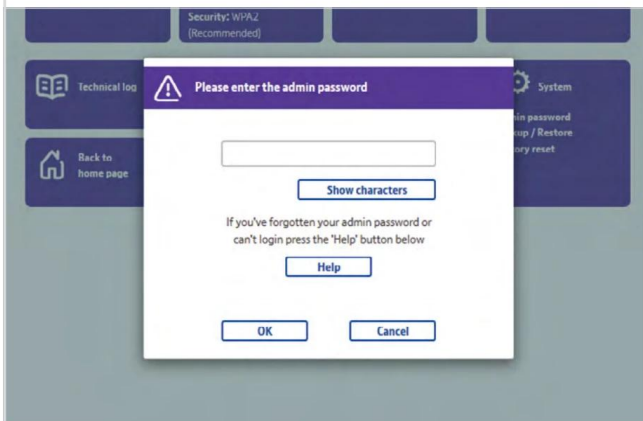 Security: WPA2
(Recommended)
Technical log
Please enter the admin password
System
min password
kup / Restore
ory reset
Back to
home page
Show characters
If you've forgotten your admin password or
can't login press the 'Help' button below
Help
OK
Cancel